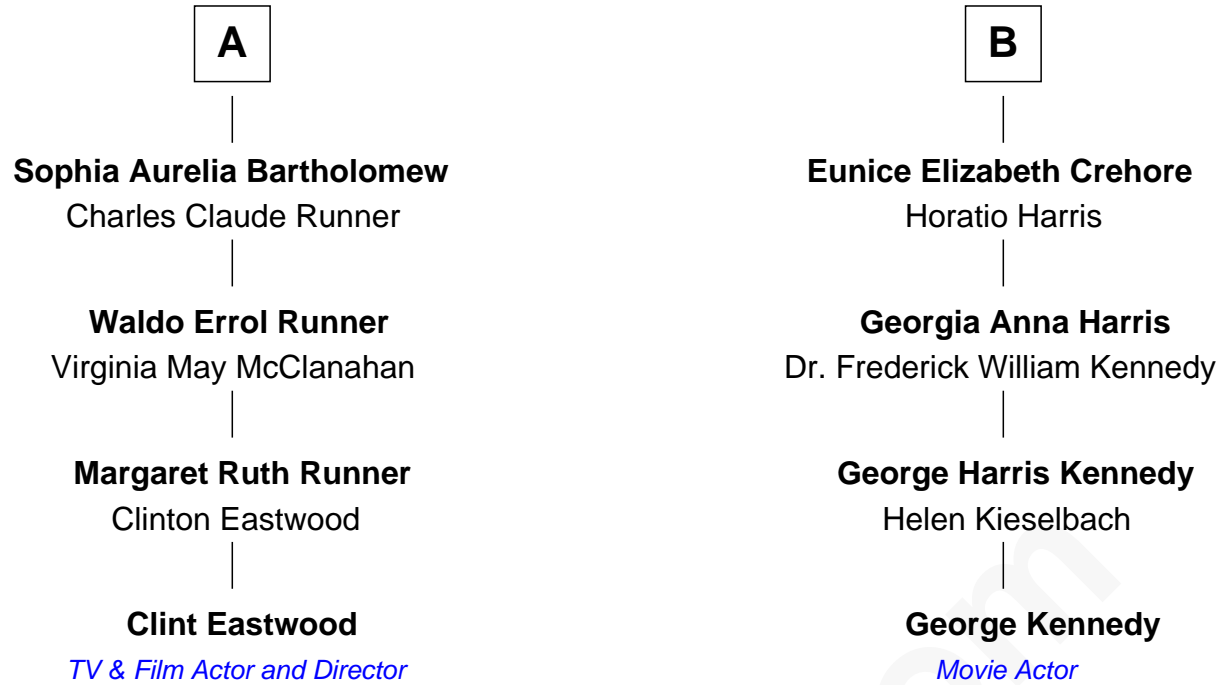 A
Sophia Aurelia Bartholomew
Charles Claude Runner
Waldo Errol Runner
Virginia May McClanahan
Margaret Ruth Runner
Clinton Eastwood
Clint Eastwood
TV & Film Actor and Director
B
Eunice Elizabeth Crehore
Horatio Harris
Georgia Anna Harris
Dr. Frederick William Kennedy
George Harris Kennedy
Helen Kieselbach
George Kennedy
Movie Actor